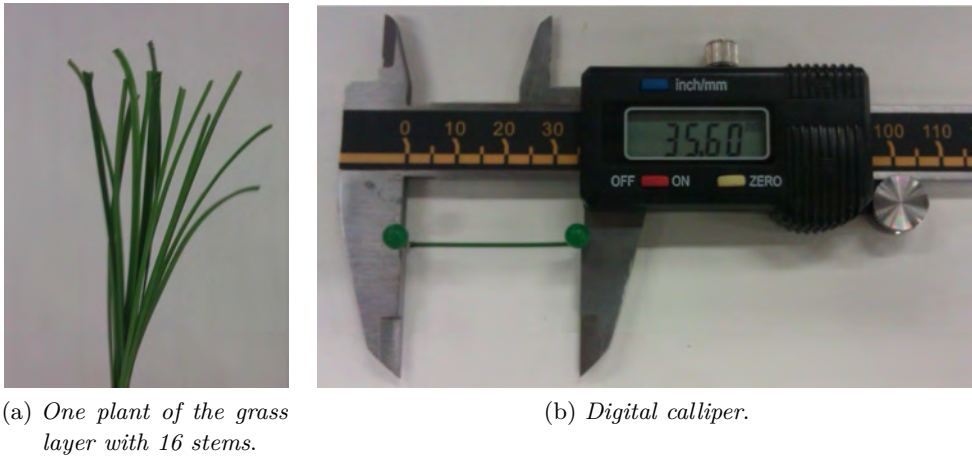 inch/mm
35.60
0 10 20 30
100 110
OFF ON ZERO
(a) One plant of the grass
layer with 16 stems.
(b) Digital calliper.